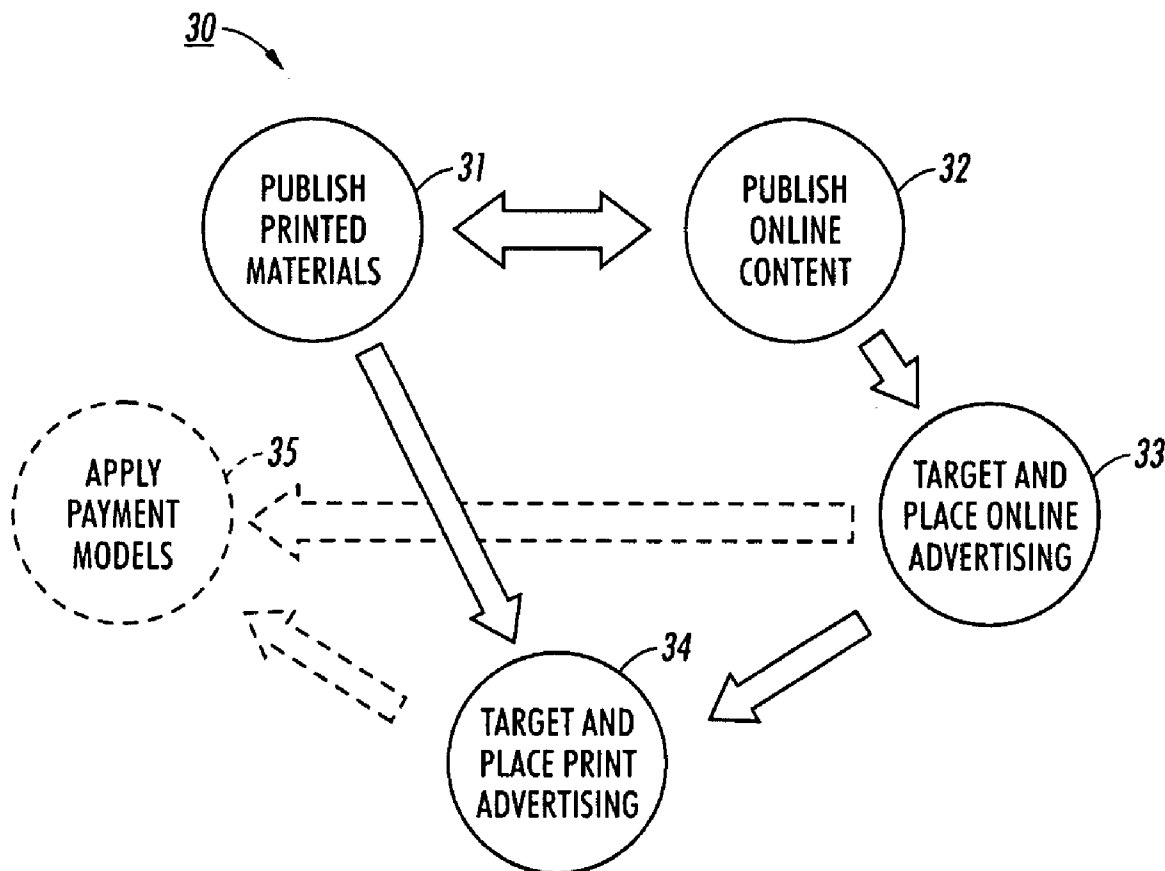 30
31
PUBLISH
PRINTED
MATERIALS
32
PUBLISH
ONLINE
CONTENT
33
TARGET AND
PLACE ONLINE
ADVERTISING
35
APPLY
PAYMENT
MODELS
34
TARGET AND
PLACE PRINT
ADVERTISING